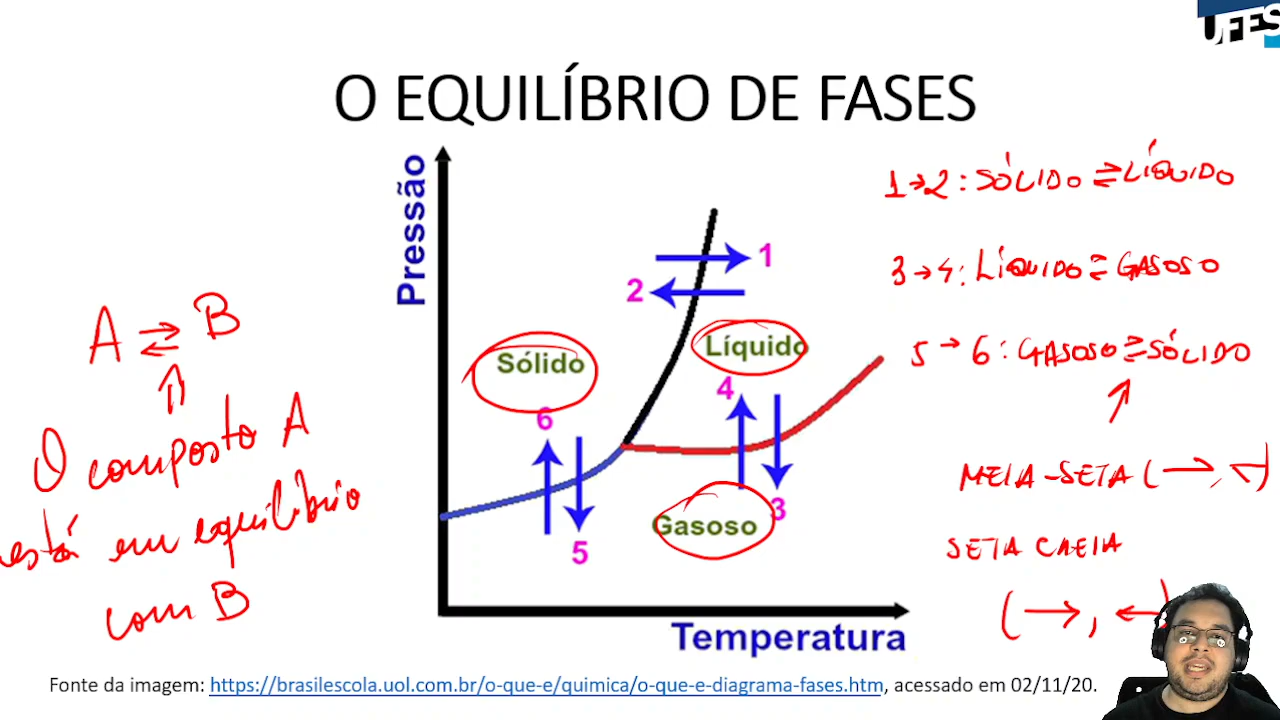 UFES
O EQUILÍBRIO DE FASES
Pressão
1
2
Sólido
Líquido
4
6
Gasoso
3
5
Temperatura
A ⇌ B
O composto A
está em equilíbrio
com B
1→2: SÓLIDO ⇌ LÍQUIDO
3→4: LÍQUIDO ⇌ GASOSO
5→6: GASOSO ⇌ SÓLIDO
MEIA-SETA (⇀, ↽)
SETA CHEIA
(→, ←)
Fonte da imagem: https://brasilescola.uol.com.br/o-que-e/quimica/o-que-e-diagrama-fases.htm, acessado em 02/11/20.